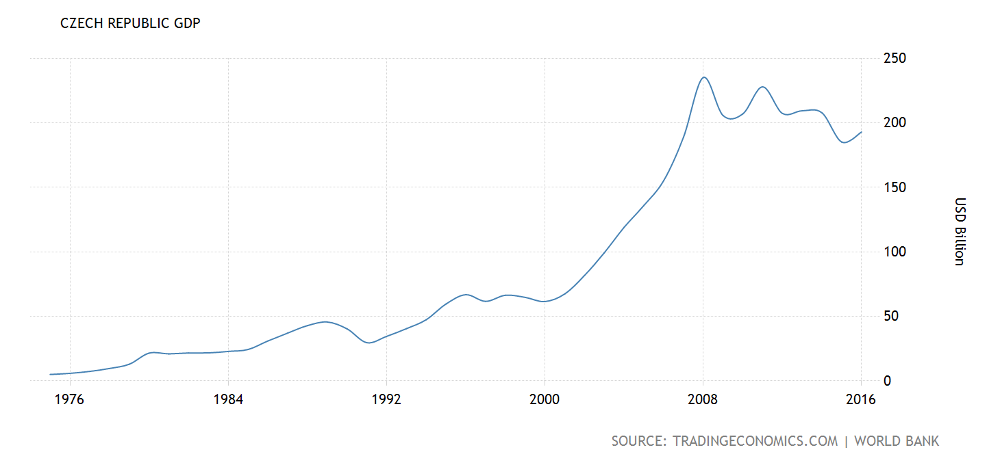 CZECH REPUBLIC GDP
250
200
150
100
50
0
USD Billion
1976 1984 1992 2000 2008 2016
SOURCE: TRADINGECONOMICS.COM | WORLD BANK